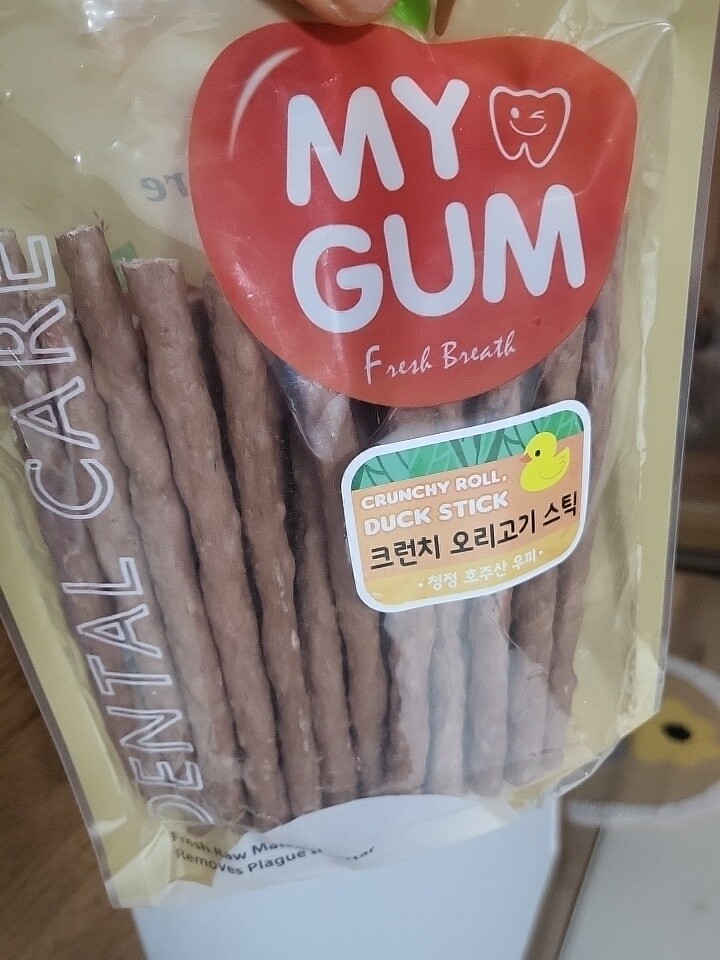 MY
GUM
Fresh Breath
DENTAL CARE
CRUNCHY ROLL.
DUCK STICK
크런치 오리고기 스틱
· 청정 호주산 우피 ·
Fresh Raw
Removes Plague